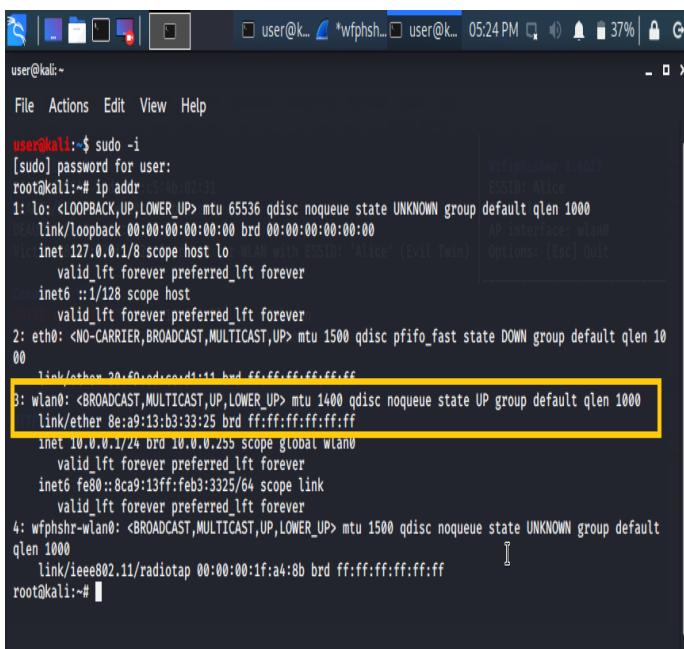 user@k... *wfphsh... user@k... 05:24 PM 37%
user@kali: ~
File Actions Edit View Help
user@kali:~$ sudo -i
[sudo] password for user:
root@kali:~# ip addr
1: lo: <LOOPBACK,UP,LOWER_UP> mtu 65536 qdisc noqueue state UNKNOWN group default qlen 1000
link/loopback 00:00:00:00:00:00 brd 00:00:00:00:00:00
inet 127.0.0.1/8 scope host lo
valid_lft forever preferred_lft forever
inet6 ::1/128 scope host
valid_lft forever preferred_lft forever
2: eth0: <NO-CARRIER,BROADCAST,MULTICAST,UP> mtu 1500 qdisc pfifo_fast state DOWN group default qlen 10
00
link/ether brd ff:ff:ff:ff:ff:ff
3: wlan0: <BROADCAST,MULTICAST,UP,LOWER_UP> mtu 1400 qdisc noqueue state UP group default qlen 1000
link/ether 8e:a9:13:b3:33:25 brd ff:ff:ff:ff:ff:ff
inet 10.0.0.1/24 brd 10.0.0.255 scope global wlan0
valid_lft forever preferred_lft forever
inet6 fe80::8ca9:13ff:feb3:3325/64 scope link
valid_lft forever preferred_lft forever
4: wfphshr-wlan0: <BROADCAST,MULTICAST,UP,LOWER_UP> mtu 1500 qdisc noqueue state UNKNOWN group default
qlen 1000
link/ieee802.11/radiotap 00:00:00:1f:a4:8b brd ff:ff:ff:ff:ff:ff
root@kali:~#